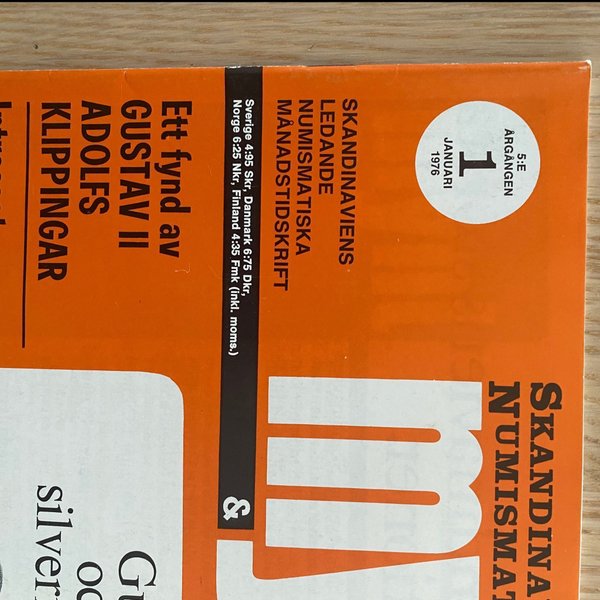 SKANDINA
NUMISMAT
5:E
ÅRGÅNGEN
1
JANUARI
1976
SKANDINAVIENS
LEDANDE
NUMISMATISKA
MÅNADSTIDSKRIFT
my
Sverige 4:95 Skr, Danmark 6:75 Dkr,
Norge 6:25 Nkr, Finland 4:35 Fmk (inkl. moms.)
&
Ett fynd av
GUSTAV II
ADOLFS
KLIPPINGAR
Gu
oc
silver